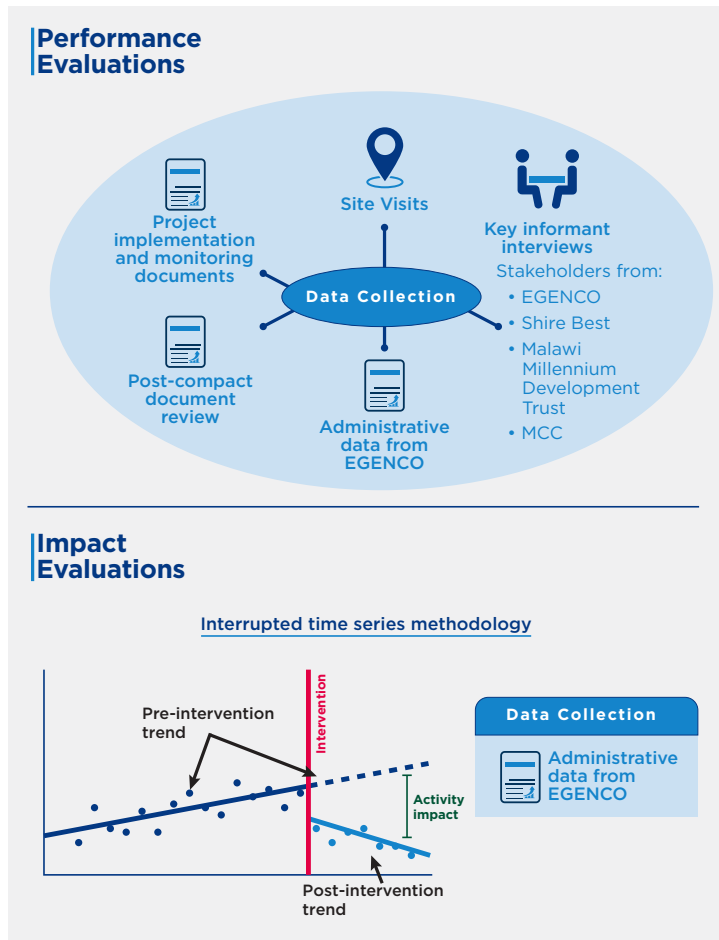 Performance
Evaluations
Site Visits
Project
implementation
and monitoring
documents
Key informant
interviews
Stakeholders from:
• EGENCO
• Shire Best
• Malawi
Millennium
Development
Trust
• MCC
Data Collection
Post-compact
document
review
Administrative
data from
EGENCO
Impact
Evaluations
Interrupted time series methodology
Pre-intervention
trend
Intervention
Activity
impact
Post-intervention
trend
Data Collection
Administrative
data from
EGENCO